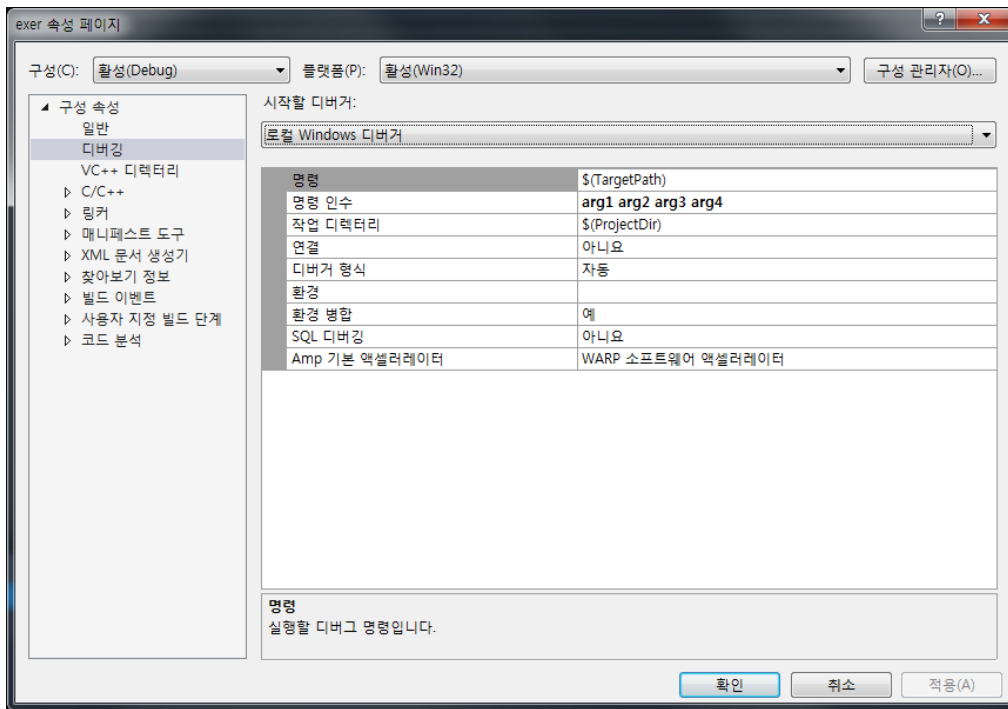 exer 속성 페이지
구성(C): 활성(Debug) 플랫폼(P): 활성(Win32) 구성 관리자(O)...
구성 속성
일반
디버깅
VC++ 디렉터리
C/C++
링커
매니페스트 도구
XML 문서 생성기
찾아보기 정보
빌드 이벤트
사용자 지정 빌드 단계
코드 분석
시작할 디버거:
로컬 Windows 디버거
명령 $(TargetPath)
명령 인수 arg1 arg2 arg3 arg4
작업 디렉터리 $(ProjectDir)
연결 아니요
디버거 형식 자동
환경
환경 병합 예
SQL 디버깅 아니요
Amp 기본 액셀러레이터 WARP 소프트웨어 액셀러레이터
명령
실행할 디버그 명령입니다.
확인 취소 적용(A)